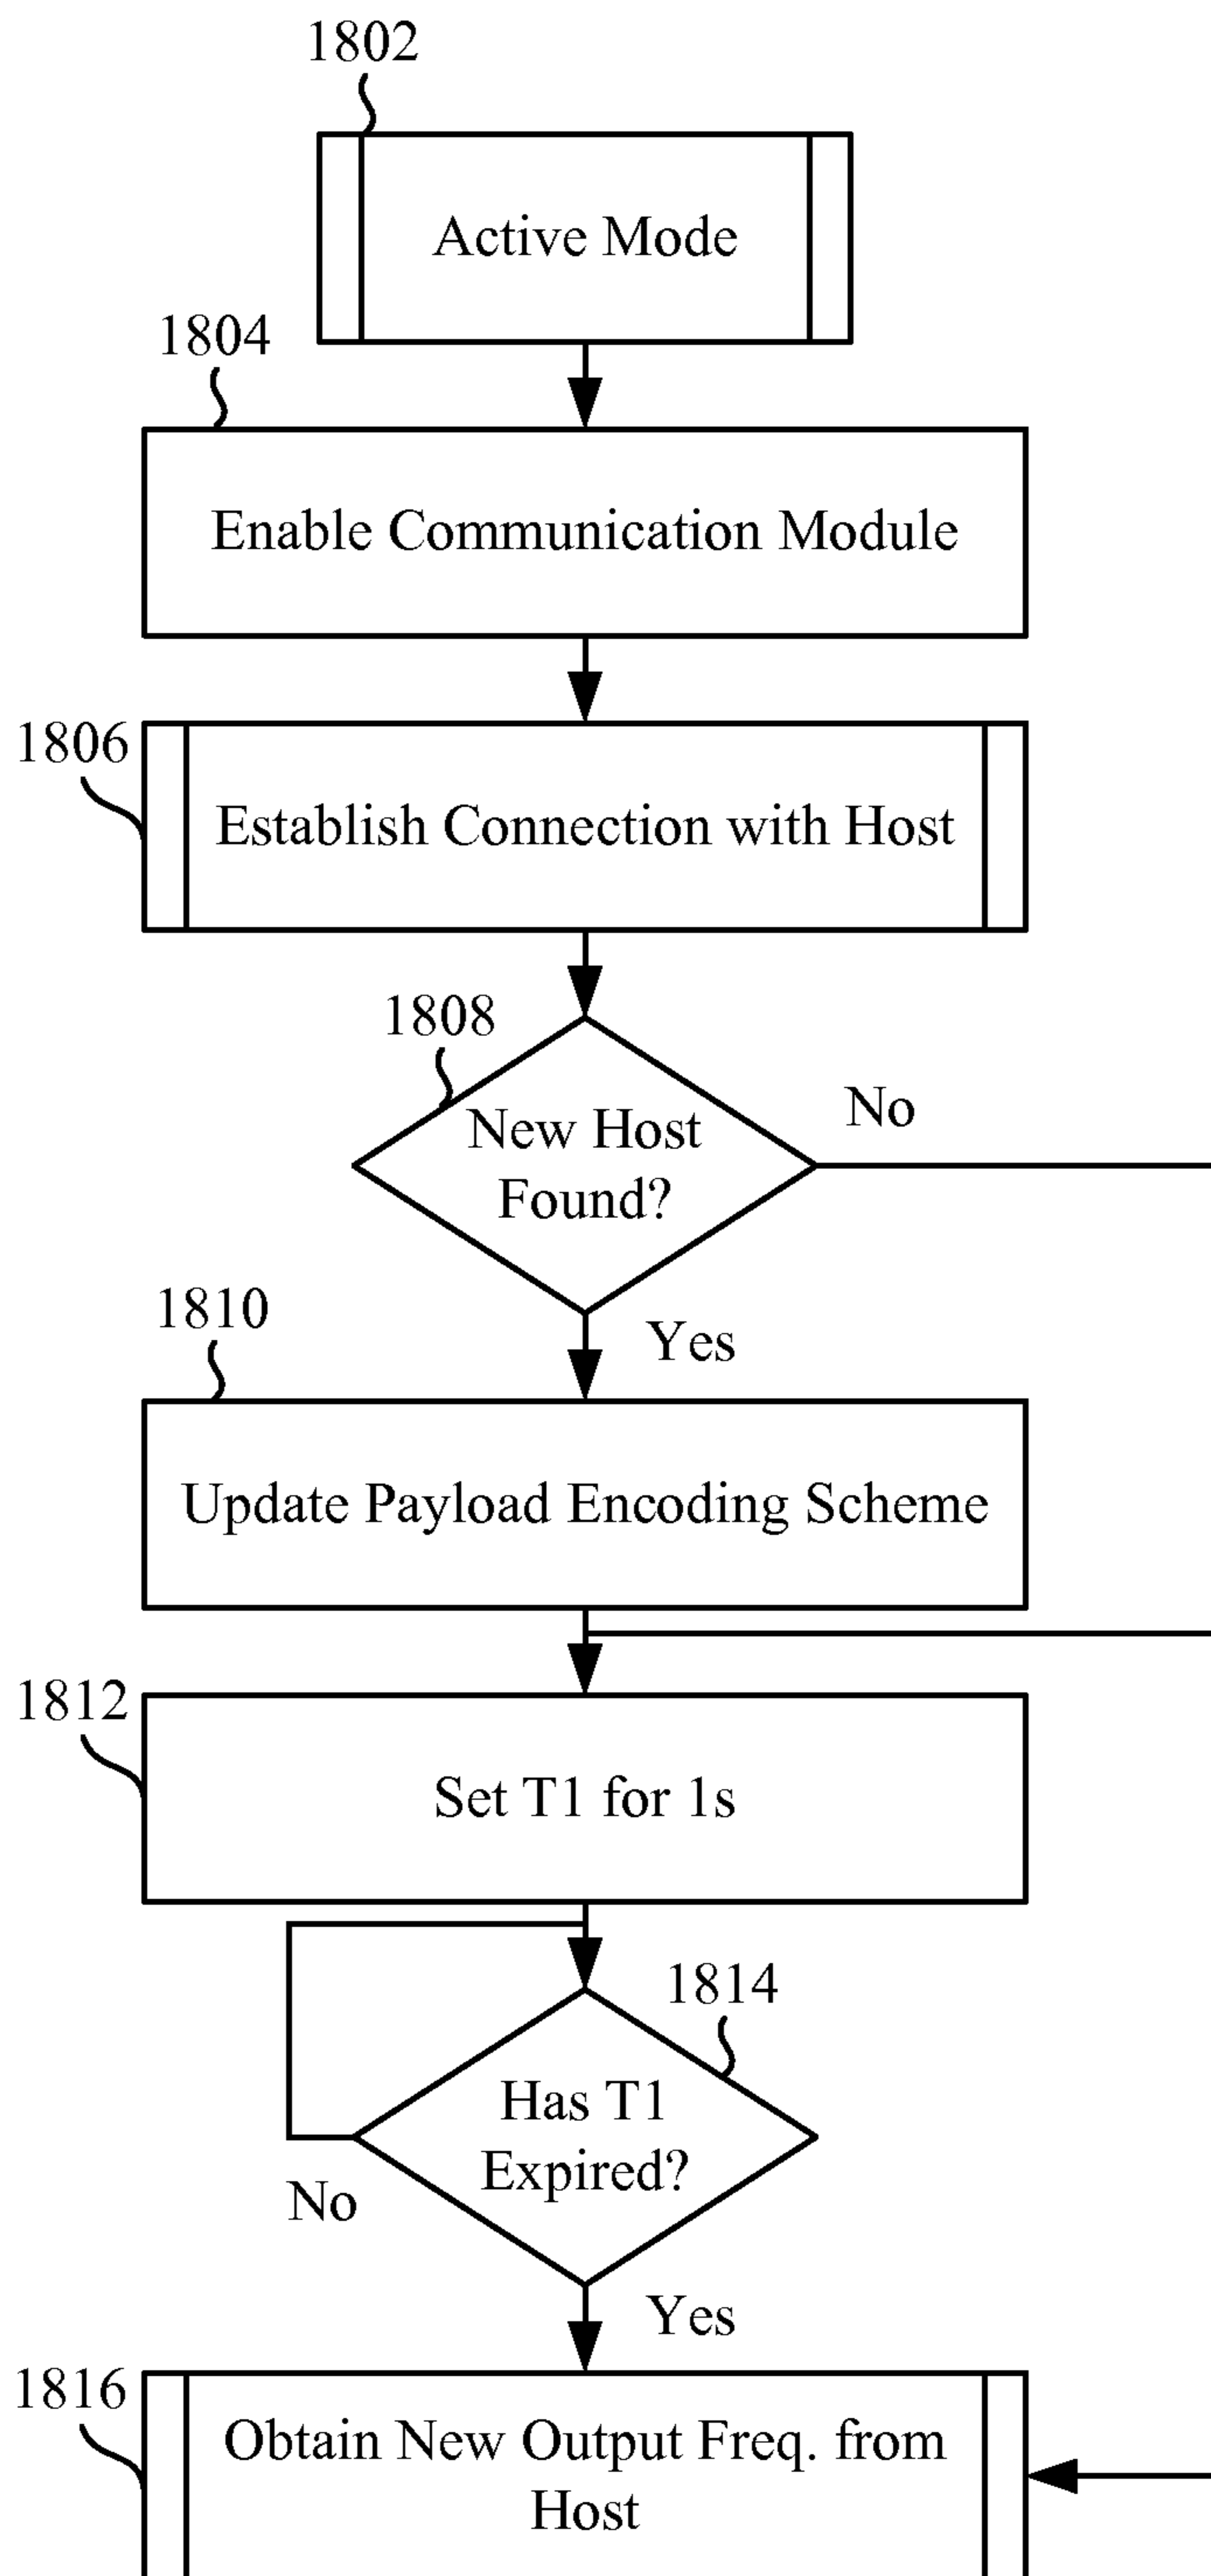 1802
Active Mode
1804
Enable Communication Module
1806
Establish Connection with Host
1808
New Host
Found?
No
Yes
1810
Update Payload Encoding Scheme
1812
Set T1 for 1s
1814
Has T1
Expired?
No
Yes
1816
Obtain New Output Freq. from
Host